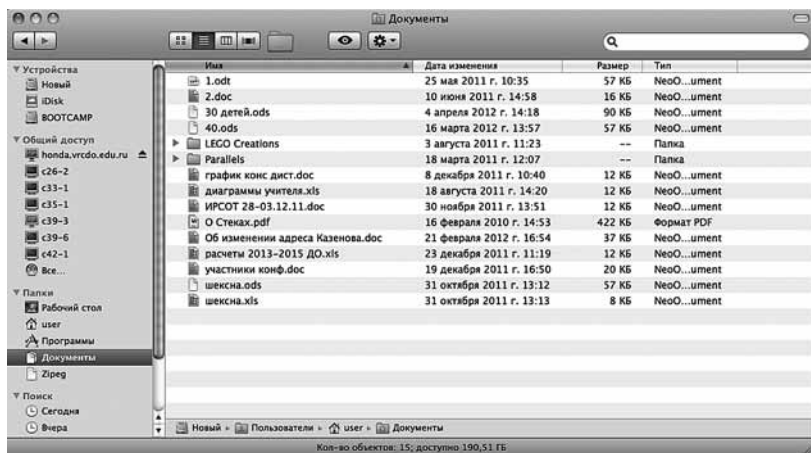 Документы
▼ Устройства
Новый
iDisk
BOOTCAMP
▼ Общий доступ
honda.vrcdo.edu.ru
c26-2
c33-1
c35-1
c39-3
c39-6
c42-1
Все...
▼ Папки
Рабочий стол
user
Программы
Документы
Zipeg
▼ Поиск
Сегодня
Вчера
Имя Дата изменения Размер Тип
1.odt 25 мая 2011 г. 10:35 57 КБ NeoO...ument
2.doc 10 июня 2011 г. 14:58 16 КБ NeoO...ument
30 детей.ods 4 апреля 2012 г. 14:18 90 КБ NeoO...ument
40.ods 16 марта 2012 г. 13:57 57 КБ NeoO...ument
LEGO Creations 3 августа 2011 г. 11:23 -- Папка
Parallels 18 марта 2011 г. 12:07 -- Папка
график конс дист.doc 8 декабря 2011 г. 10:40 12 КБ NeoO...ument
диаграммы учителя.xls 18 августа 2011 г. 14:20 12 КБ NeoO...ument
ИРСОТ 28-03.12.11.doc 30 ноября 2011 г. 13:51 12 КБ NeoO...ument
О Стеках.pdf 16 февраля 2010 г. 14:53 422 КБ Формат PDF
Об изменении адреса Казенова.doc 21 февраля 2012 г. 16:54 37 КБ NeoO...ument
расчеты 2013-2015 ДО.xls 23 декабря 2011 г. 11:19 12 КБ NeoO...ument
участники конф.doc 19 декабря 2011 г. 16:50 20 КБ NeoO...ument
шексна.ods 31 октября 2011 г. 13:12 57 КБ NeoO...ument
шексна.xls 31 октября 2011 г. 13:13 8 КБ NeoO...ument
Новый ▸ Пользователи ▸ user ▸ Документы
Кол-во объектов: 15; доступно 190,51 ГБ